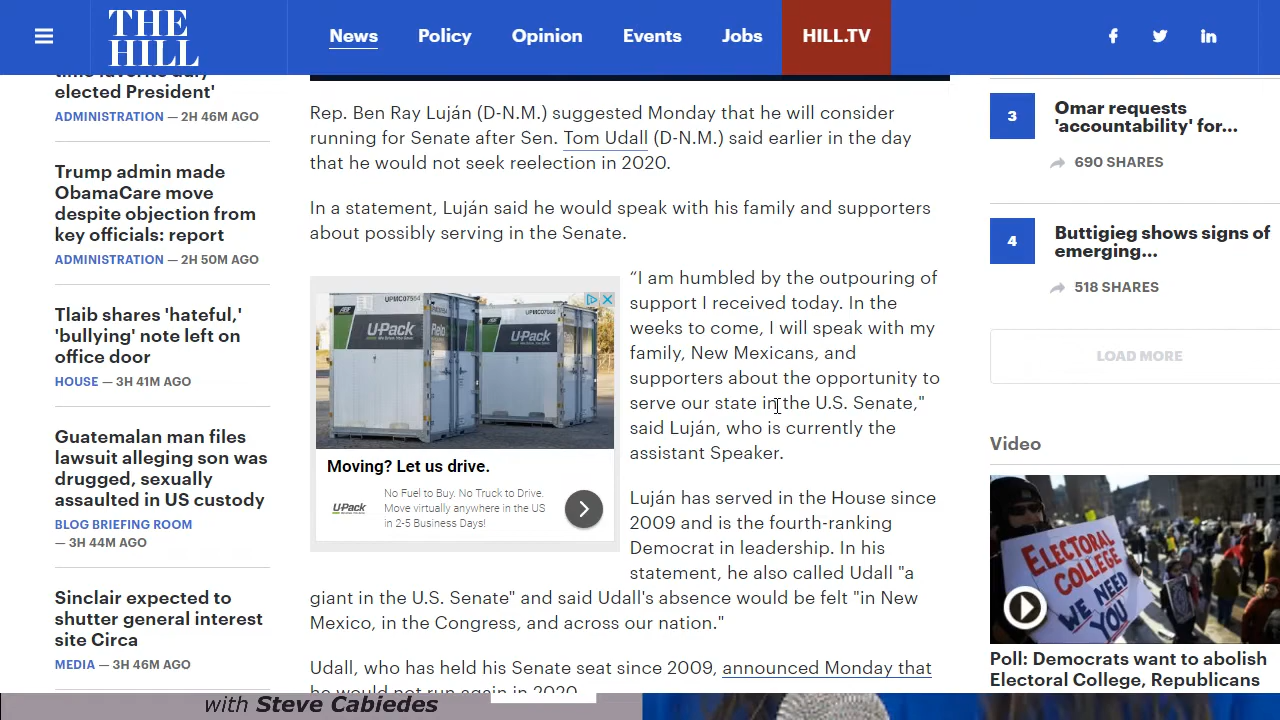 THE
HILL
News
Policy
Opinion
Events
Jobs
HILL.TV
elected President'
ADMINISTRATION — 2H 46M AGO
Trump admin made
ObamaCare move
despite objection from
key officials: report
ADMINISTRATION — 2H 50M AGO
Tlaib shares 'hateful,'
'bullying' note left on
office door
HOUSE — 3H 41M AGO
Guatemalan man files
lawsuit alleging son was
drugged, sexually
assaulted in US custody
BLOG BRIEFING ROOM
— 3H 44M AGO
Sinclair expected to
shutter general interest
site Circa
MEDIA — 3H 46M AGO
Rep. Ben Ray Luján (D-N.M.) suggested Monday that he will consider
running for Senate after Sen. Tom Udall (D-N.M.) said earlier in the day
that he would not seek reelection in 2020.
In a statement, Luján said he would speak with his family and supporters
about possibly serving in the Senate.
“I am humbled by the outpouring of
support I received today. In the
weeks to come, I will speak with my
family, New Mexicans, and
supporters about the opportunity to
serve our state in the U.S. Senate,"
said Luján, who is currently the
assistant Speaker.
U-Pack
U-Pack
Moving? Let us drive.
U-Pack
No Fuel to Buy. No Truck to Drive.
Move virtually anywhere in the US
in 2-5 Business Days!
Luján has served in the House since
2009 and is the fourth-ranking
Democrat in leadership. In his
statement, he also called Udall "a
giant in the U.S. Senate" and said Udall's absence would be felt "in New
Mexico, in the Congress, and across our nation."
Udall, who has held his Senate seat since 2009, announced Monday that
he would not run again in 2020.
3
Omar requests
'accountability' for...
690 SHARES
4
Buttigieg shows signs of
emerging...
518 SHARES
LOAD MORE
Video
ELECTORAL
COLLEGE
WE NEED
YOU
Poll: Democrats want to abolish
Electoral College, Republicans
with Steve Cabiedes